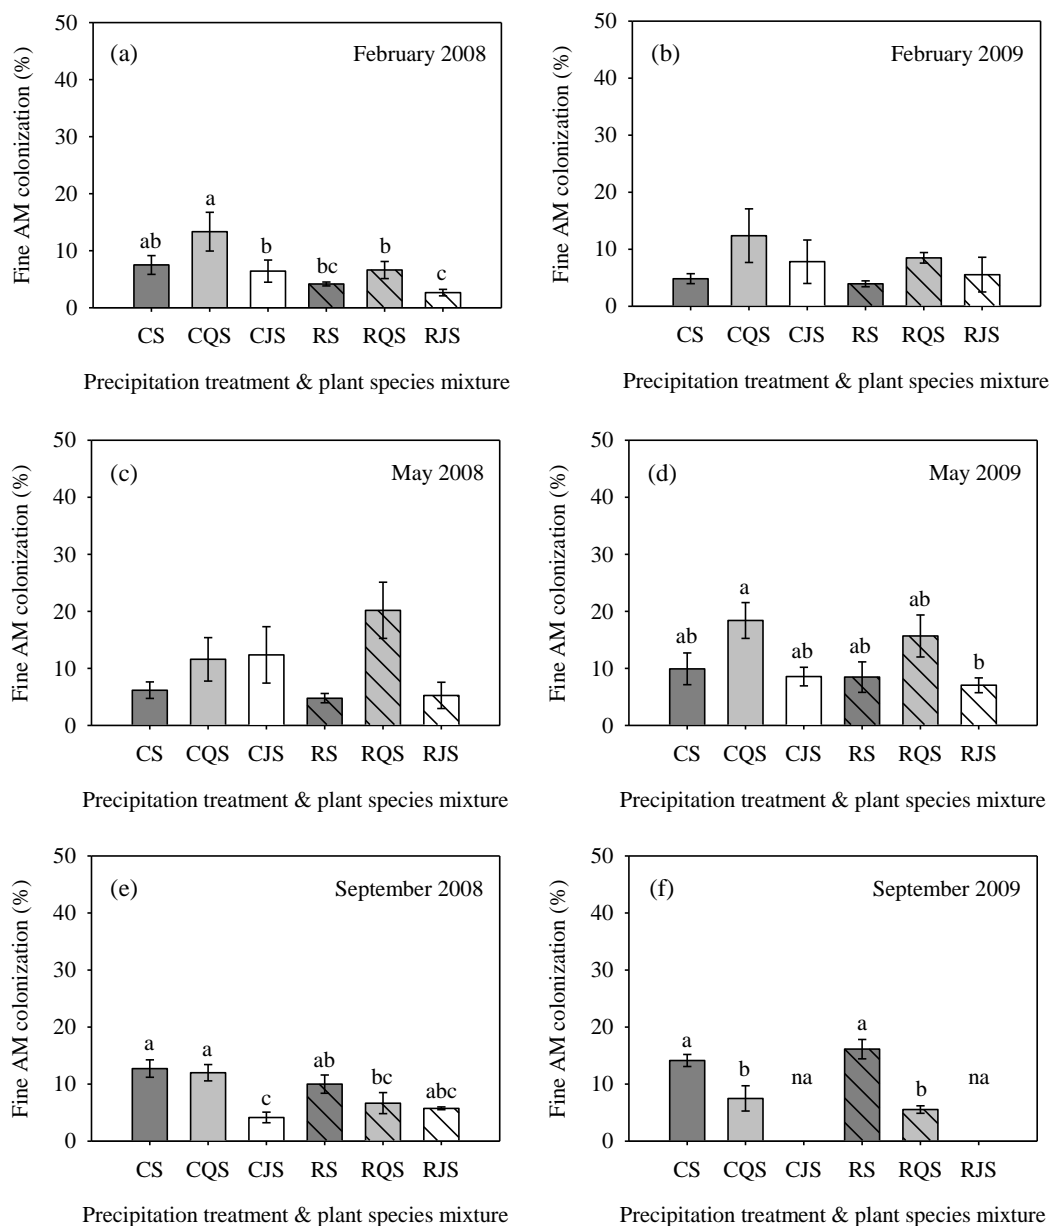 (a) February 2008
Fine AM colonization (%)
50
40
30
20
10
0
ab a b bc b c
CS CQS CJS RS RQS RJS
Precipitation treatment & plant species mixture
(b) February 2009
Fine AM colonization (%)
50
40
30
20
10
0
CS CQS CJS RS RQS RJS
Precipitation treatment & plant species mixture
(c) May 2008
Fine AM colonization (%)
50
40
30
20
10
0
CS CQS CJS RS RQS RJS
Precipitation treatment & plant species mixture
(d) May 2009
Fine AM colonization (%)
50
40
30
20
10
0
ab a ab ab ab b
CS CQS CJS RS RQS RJS
Precipitation treatment & plant species mixture
(e) September 2008
Fine AM colonization (%)
50
40
30
20
10
0
a a c ab bc abc
CS CQS CJS RS RQS RJS
Precipitation treatment & plant species mixture
(f) September 2009
Fine AM colonization (%)
50
40
30
20
10
0
a b na a b na
CS CQS CJS RS RQS RJS
Precipitation treatment & plant species mixture